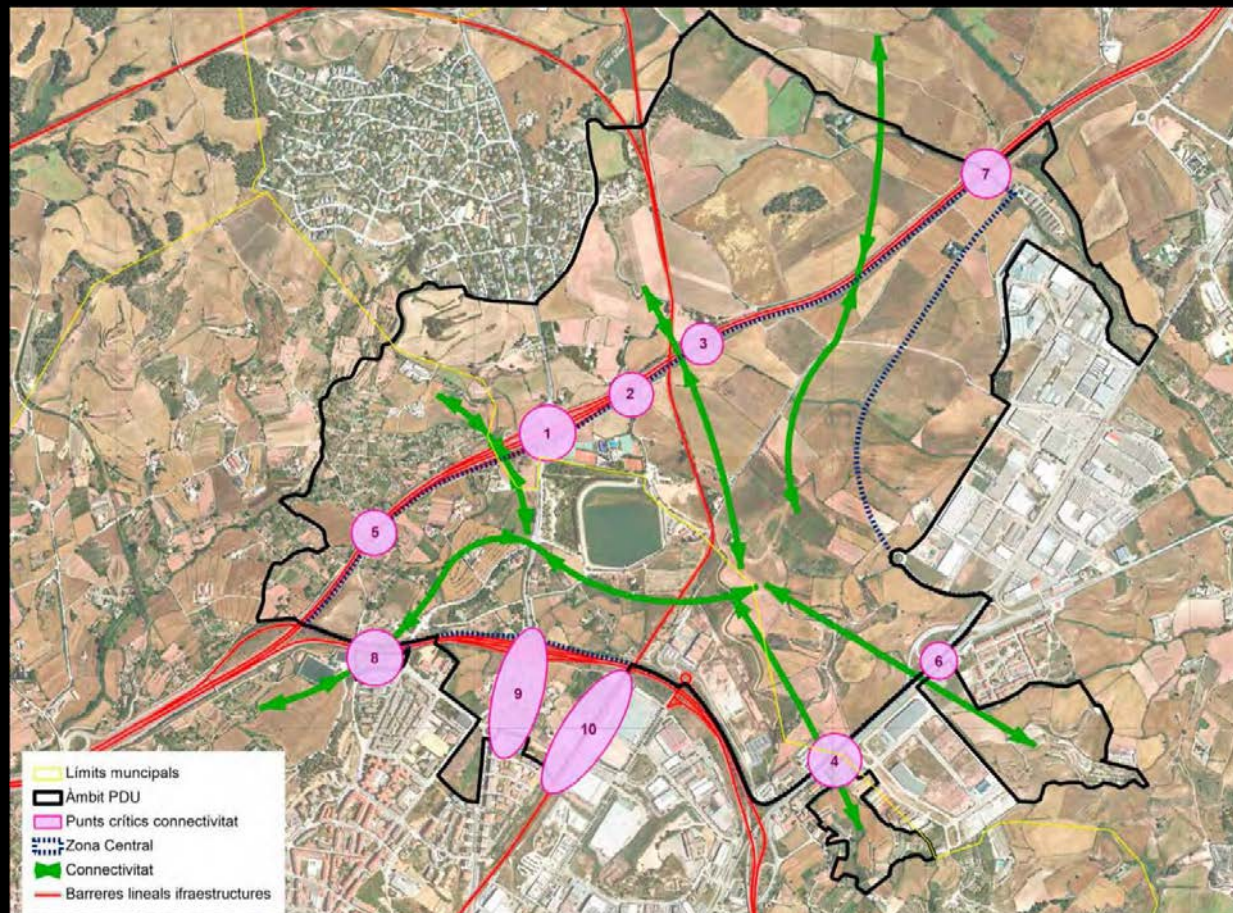 7
3
2
1
5
8
6
9
10
4
Límits muncipals
Àmbit PDU
Punts crítics connectivitat
Zona Central
Connectivitat
Barreres lineals ifraestructures